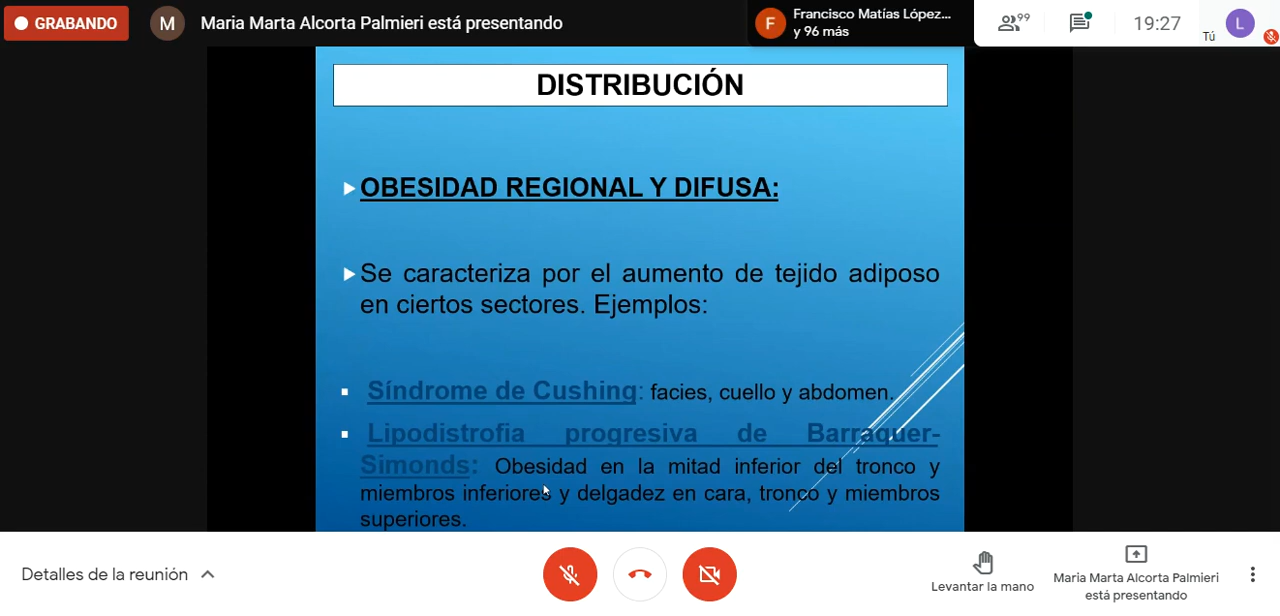 GRABANDO
M
Maria Marta Alcorta Palmieri está presentando
F
Francisco Matías López...
y 96 más
99
19:27
Tú
L
DISTRIBUCIÓN
OBESIDAD REGIONAL Y DIFUSA:
Se caracteriza por el aumento de tejido adiposo
en ciertos sectores. Ejemplos:
Síndrome de Cushing: facies, cuello y abdomen.
Lipodistrofia progresiva de Barraquer-
Simonds: Obesidad en la mitad inferior del tronco y
miembros inferiores y delgadez en cara, tronco y miembros
superiores.
Detalles de la reunión
Levantar la mano
Maria Marta Alcorta Palmieri
está presentando